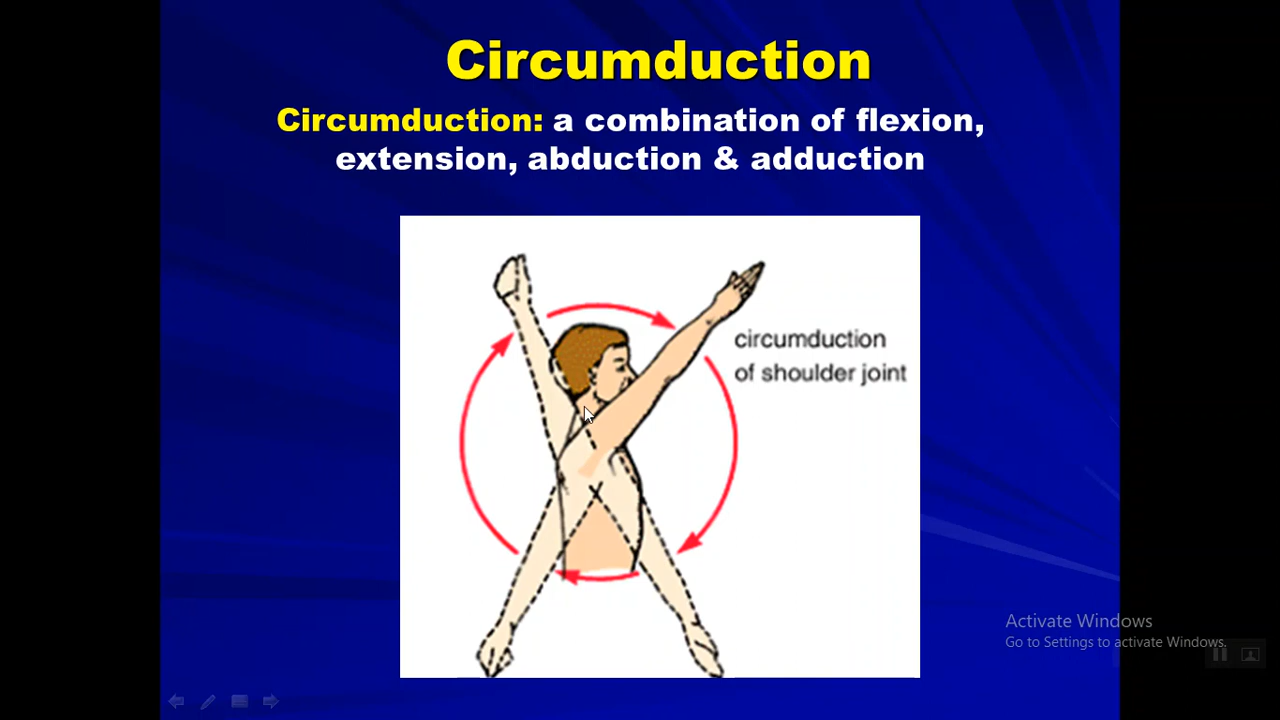 Circumduction
Circumduction: a combination of flexion,
extension, abduction & adduction
circumduction
of shoulder joint
Activate Windows
Go to Settings to activate Windows.